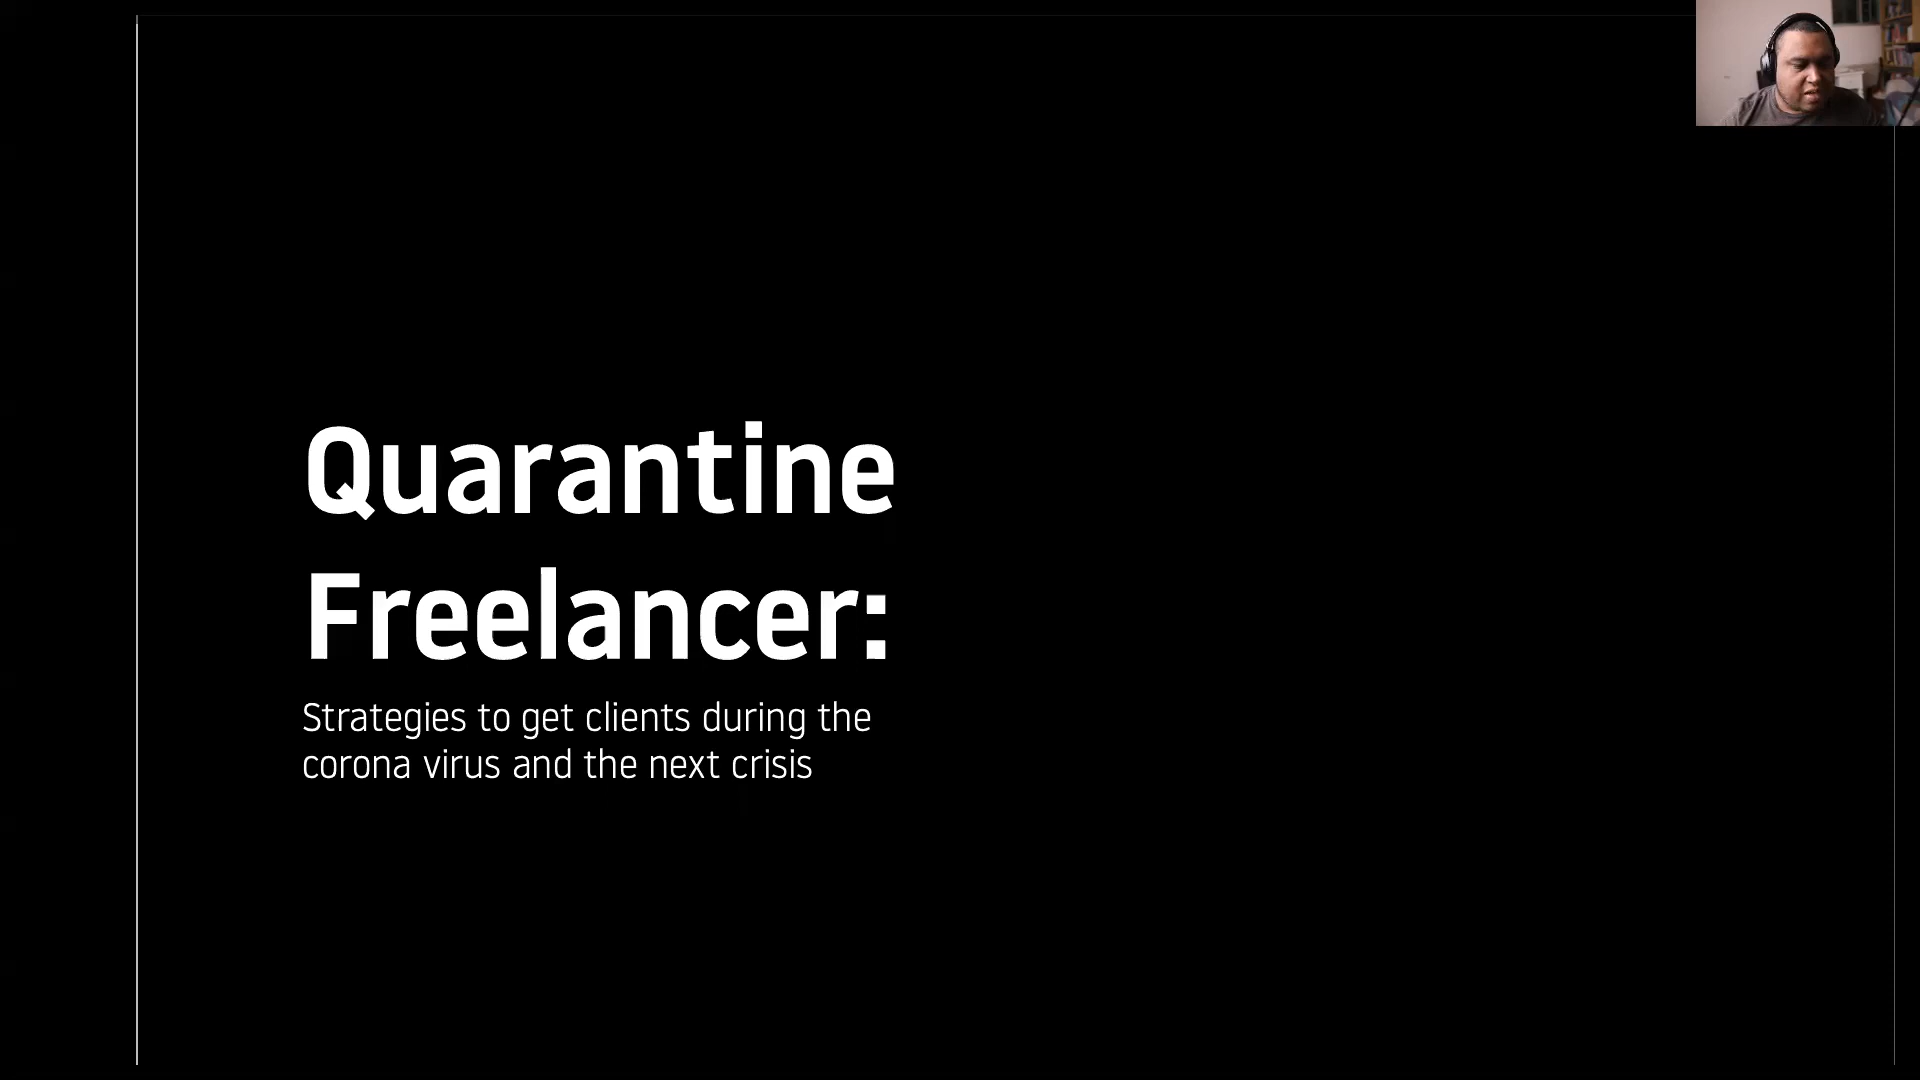 Quarantine
Freelancer:
Strategies to get clients during the
corona virus and the next crisis